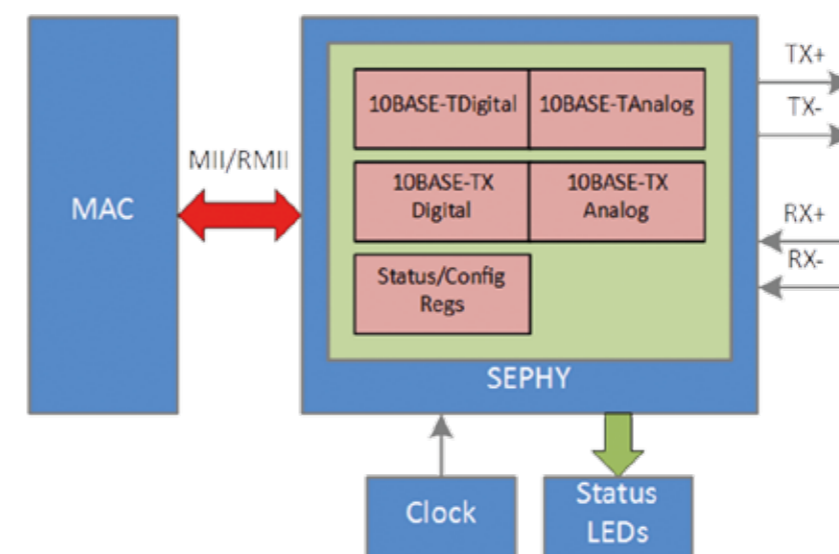 TX+
10BASE-TDigital 10BASE-TAnalog
TX-
MII/RMII
MAC
10BASE-TX
Digital
10BASE-TX
Analog
RX+
RX-
Status/Config
Regs
SEPHY
Clock
Status
LEDs